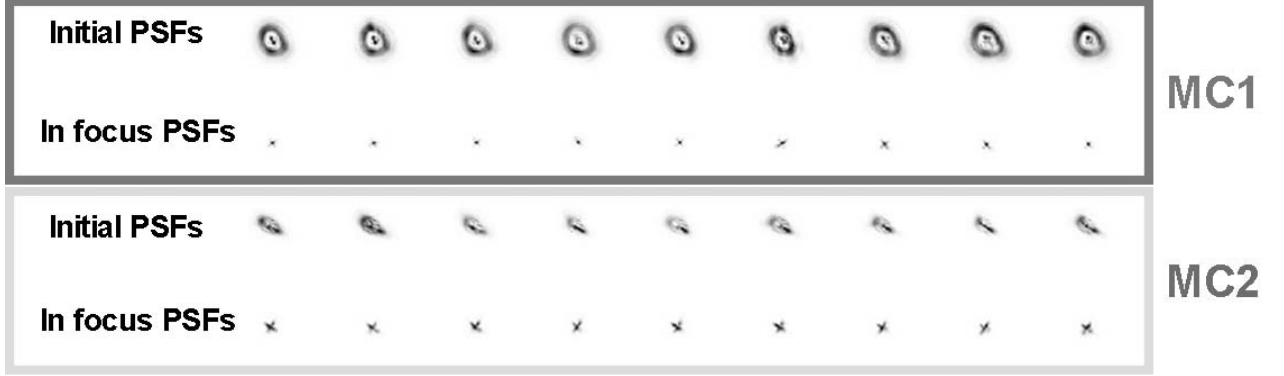 Initial PSFs
In focus PSFs
MC1
Initial PSFs
In focus PSFs
MC2